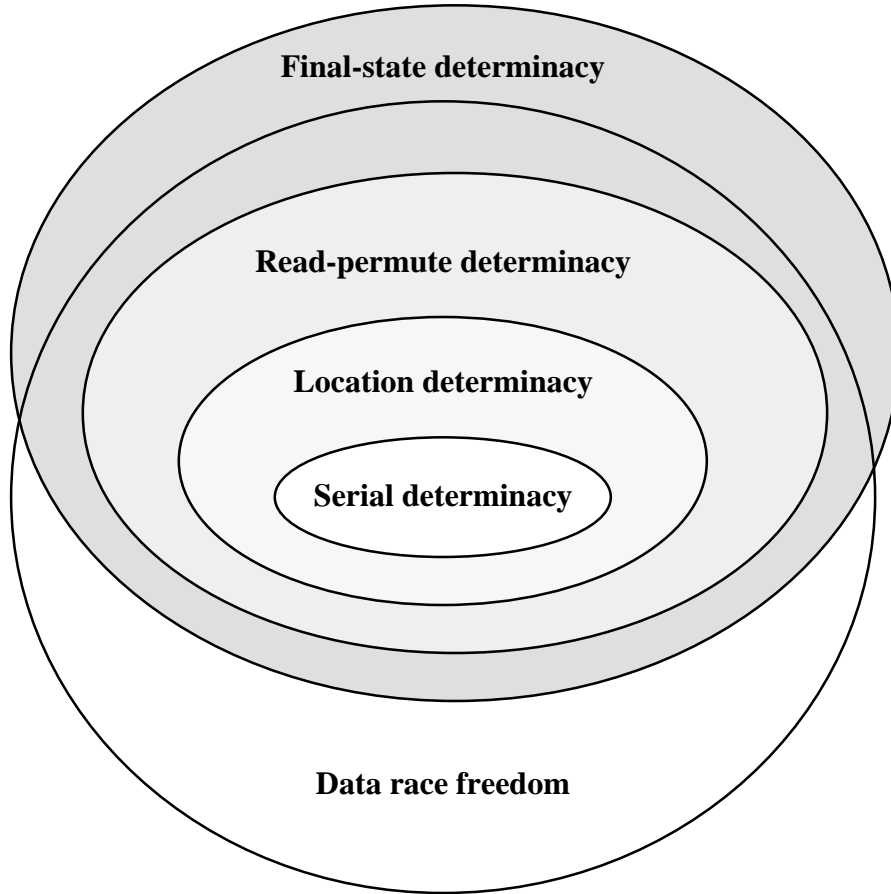 Final-state determinacy
Read-permute determinacy
Location determinacy
Serial determinacy
Data race freedom